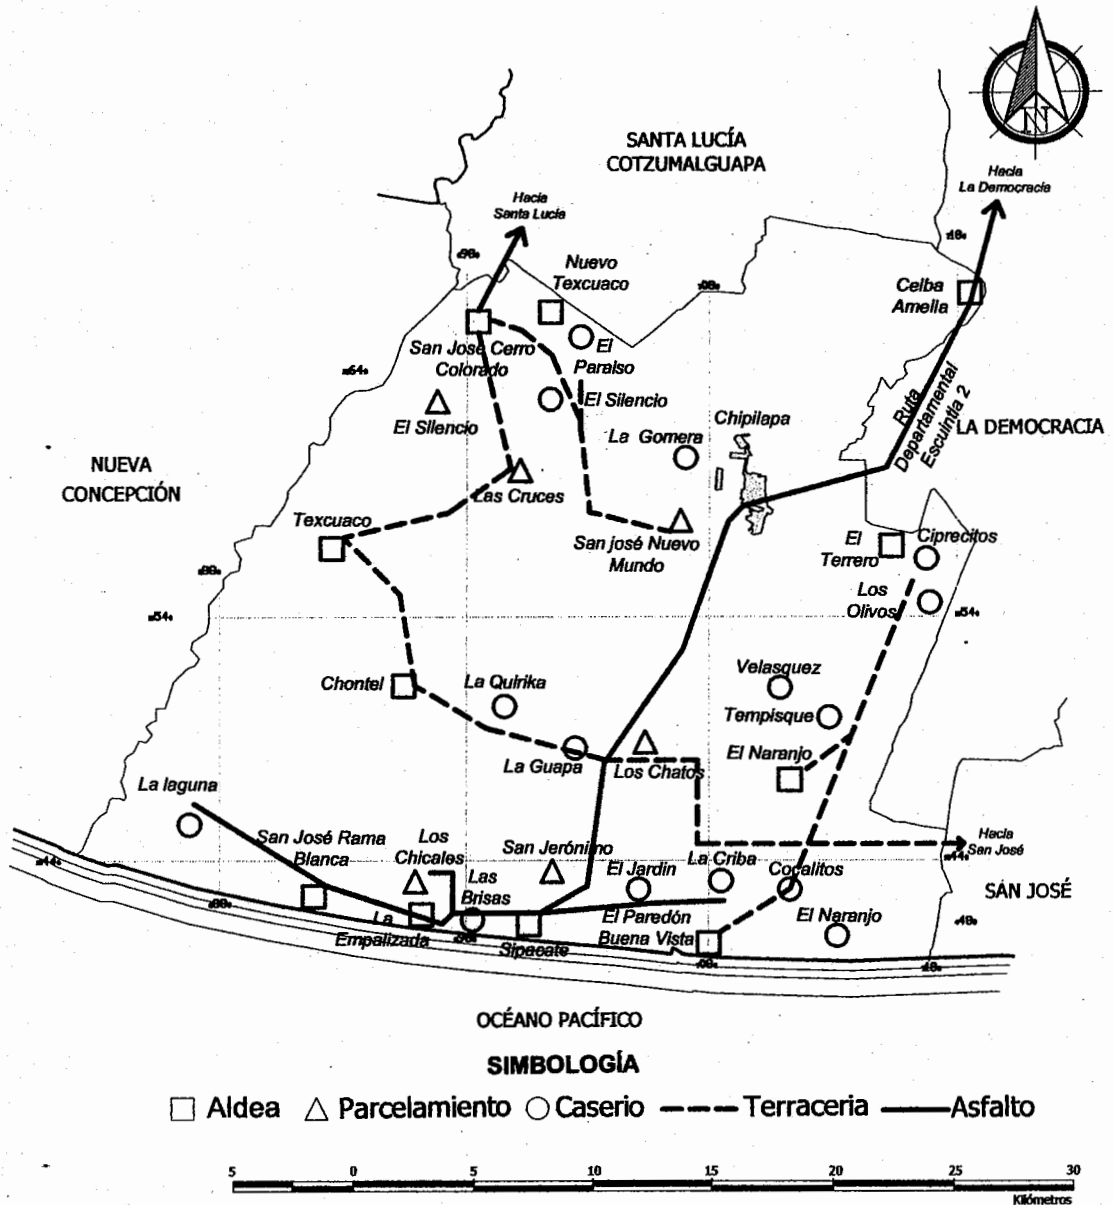 N
SANTA LUCÍA
COTZUMALGUAPA
Hacia
La Democracia
Hacia
Santa Lucía
Nuevo
Texcuaco
Ceiba
Amelia
San José Cerro
Colorado
El
Paraiso
El Silencio
El Silencio
Chipilapa
Ruta
Departamental
Escuintla 2
LA DEMOCRACIA
La Gomera
NUEVA
CONCEPCIÓN
Las Cruces
Texcuaco
San josé Nuevo
Mundo
El
Terrero
Ciprecitos
Los
Olivos
Chontel
La Quirika
Velasquez
Tempisque
La Guapa
Los Chatos
El Naranjo
La laguna
San José Rama
Blanca
Los
Chicales
Las
Brisas
San Jerónimo
El Jardin
La Criba
Cocalitos
Hacia
San José
SAN JOSÉ
La
Empalizada
Sipacate
El Paredón
Buena Vista
El Naranjo
OCÉANO PACÍFICO
SIMBOLOGÍA
Aldea Parcelamiento Caserio Terraceria Asfalto
5 0 5 10 15 20 25 30
Kilómetros